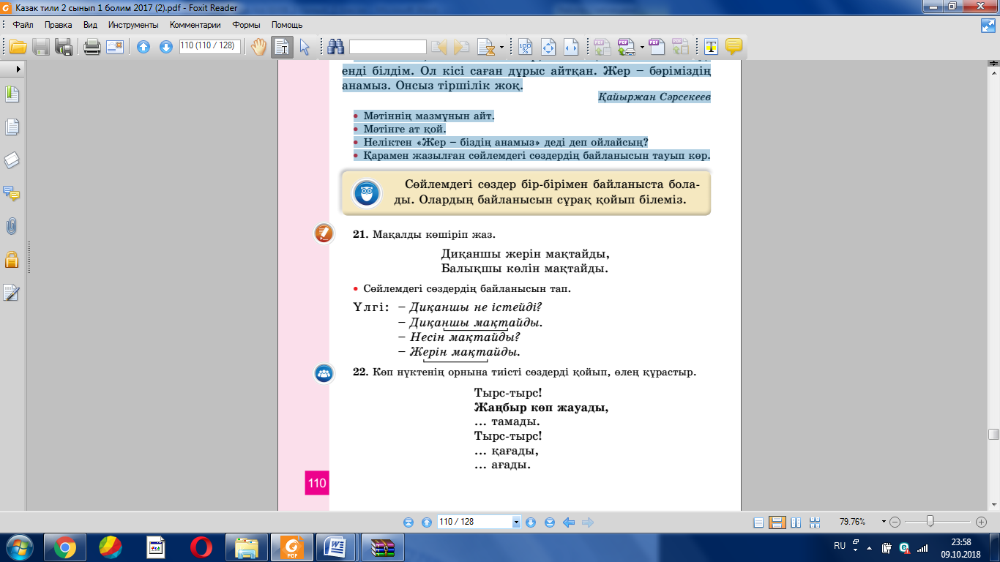 Казак тили 2 сынып 1 болим 2017 (2).pdf - Foxit Reader
Файл Правка Вид Инструменты Комментарии Формы Помощь
110 (110 / 128)
енді білдім. Ол кісі саған дұрыс айтқан. Жер – бәріміздің
анамыз. Онсыз тіршілік жоқ.
Қайыржан Сәрсекеев
• Мәтіннің мазмұнын айт.
• Мәтінге ат қой.
• Неліктен «Жер – біздің анамыз» деді деп ойлайсың?
• Қарамен жазылған сөйлемдегі сөздердің байланысын тауып көр.
Сөйлемдегі сөздер бір-бірімен байланыста бола-
ды. Олардың байланысын сұрақ қойып білеміз.
21. Мақалды көшіріп жаз.
Диқаншы жерін мақтайды,
Балықшы көлін мақтайды.
• Сөйлемдегі сөздердің байланысын тап.
Үлгі: – Диқаншы не істейді?
– Диқаншы мақтайды.
– Несін мақтайды?
– Жерін мақтайды.
22. Көп нүктенің орнына тиісті сөздерді қойып, өлең құрастыр.
Тырс-тырс!
Жаңбыр көп жауады,
... тамады.
Тырс-тырс!
... қағады,
... ағады.
110
110 / 128
79.76%
RU
23:58
09.10.2018